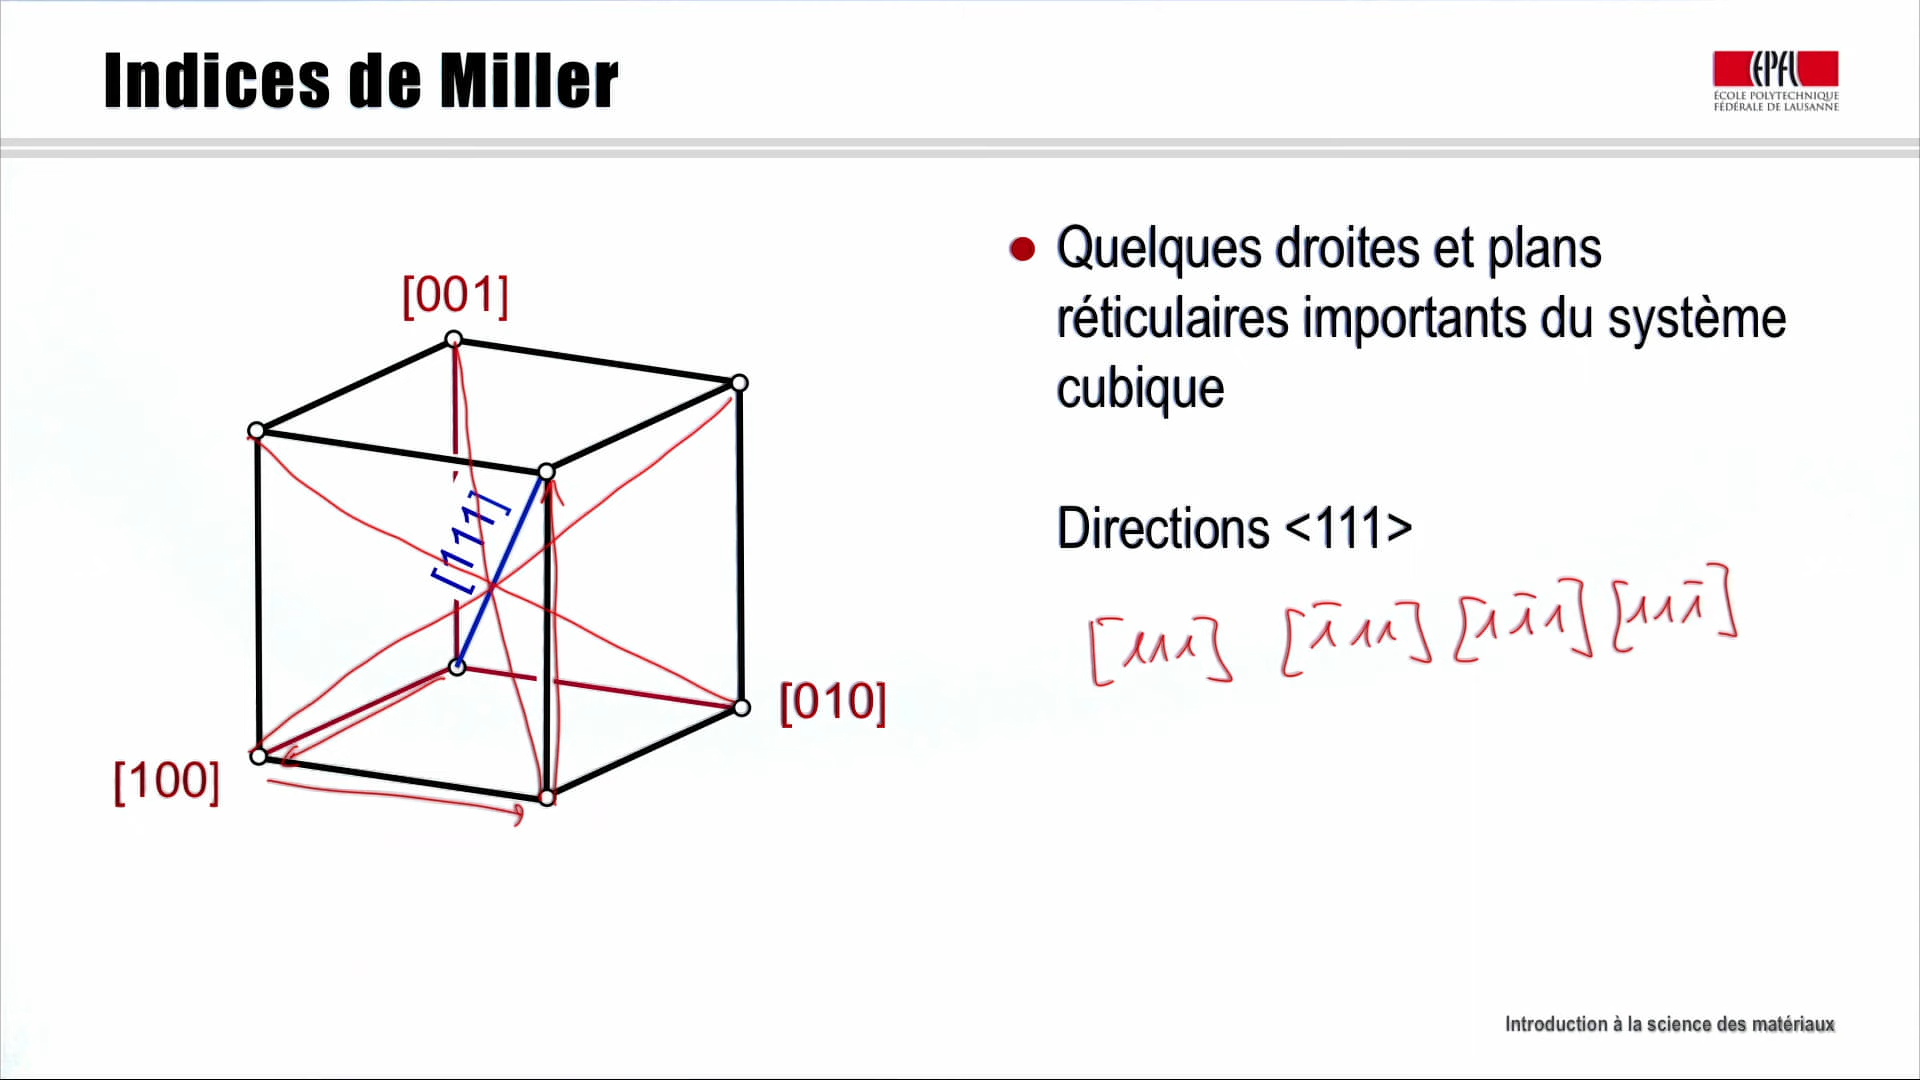 Indices de Miller
EPFL
ÉCOLE POLYTECHNIQUE
FÉDÉRALE DE LAUSANNE
[001]
[111]
[010]
[100]
Quelques droites et plans
réticulaires importants du système
cubique
Directions <111>
[111] [1̄11] [11̄1] [111̄]
Introduction à la science des matériaux